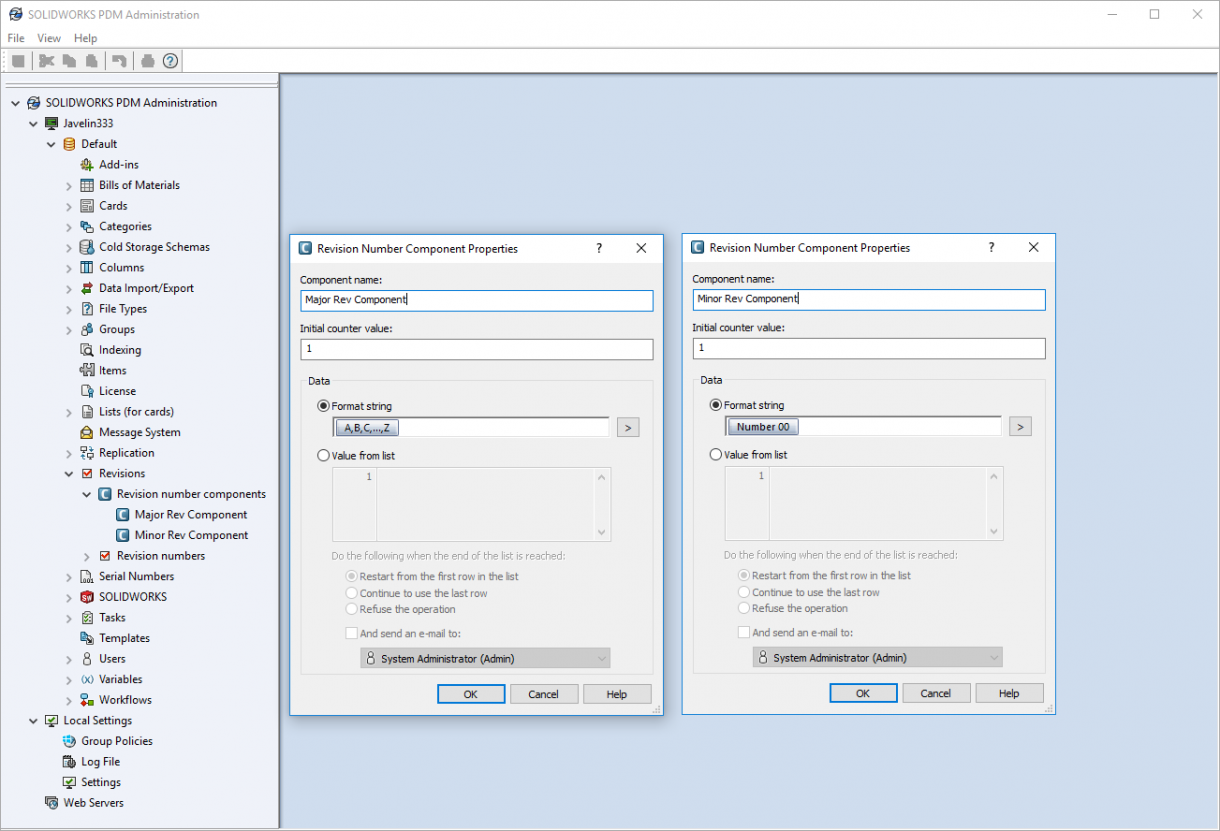 SOLIDWORKS PDM Administration
File View Help
SOLIDWORKS PDM Administration
Javelin333
Default
Add-ins
Bills of Materials
Cards
Categories
Cold Storage Schemas
Columns
Data Import/Export
File Types
Groups
Indexing
Items
License
Lists (for cards)
Message System
Replication
Revisions
Revision number components
Major Rev Component
Minor Rev Component
Revision numbers
Serial Numbers
SOLIDWORKS
Tasks
Templates
Users
Variables
Workflows
Local Settings
Group Policies
Log File
Settings
Web Servers
Revision Number Component Properties ?
Component name:
Major Rev Component
Initial counter value:
1
Data
Format string
A,B,C,...,Z >
Value from list
1
Do the following when the end of the list is reached:
Restart from the first row in the list
Continue to use the last row
Refuse the operation
And send an e-mail to:
System Administrator (Admin)
OK Cancel Help
Revision Number Component Properties ?
Component name:
Minor Rev Component
Initial counter value:
1
Data
Format string
Number 00 >
Value from list
1
Do the following when the end of the list is reached:
Restart from the first row in the list
Continue to use the last row
Refuse the operation
And send an e-mail to:
System Administrator (Admin)
OK Cancel Help